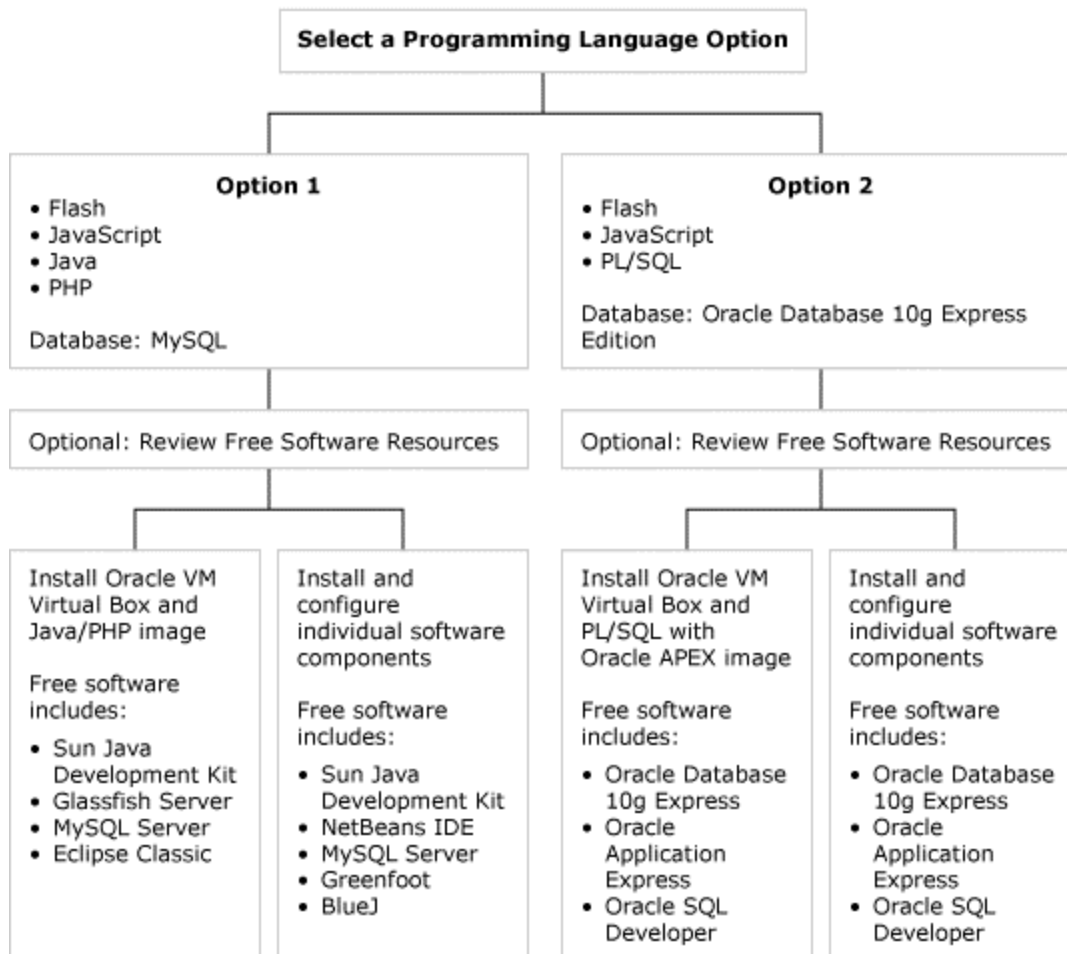 Select a Programming Language Option
Option 1
• Flash
• JavaScript
• Java
• PHP
Database: MySQL
Option 2
• Flash
• JavaScript
• PL/SQL
Database: Oracle Database 10g Express
Edition
Optional: Review Free Software Resources
Optional: Review Free Software Resources
Install Oracle VM
Virtual Box and
Java/PHP image
Free software
includes:
• Sun Java
Development Kit
• Glassfish Server
• MySQL Server
• Eclipse Classic
Install and
configure
individual software
components
Free software
includes:
• Sun Java
Development Kit
• NetBeans IDE
• MySQL Server
• Greenfoot
• BlueJ
Install Oracle VM
Virtual Box and
PL/SQL with
Oracle APEX image
Free software
includes:
• Oracle Database
10g Express
• Oracle
Application
Express
• Oracle SQL
Developer
Install and
configure
individual software
components
Free software
includes:
• Oracle Database
10g Express
• Oracle
Application
Express
• Oracle SQL
Developer